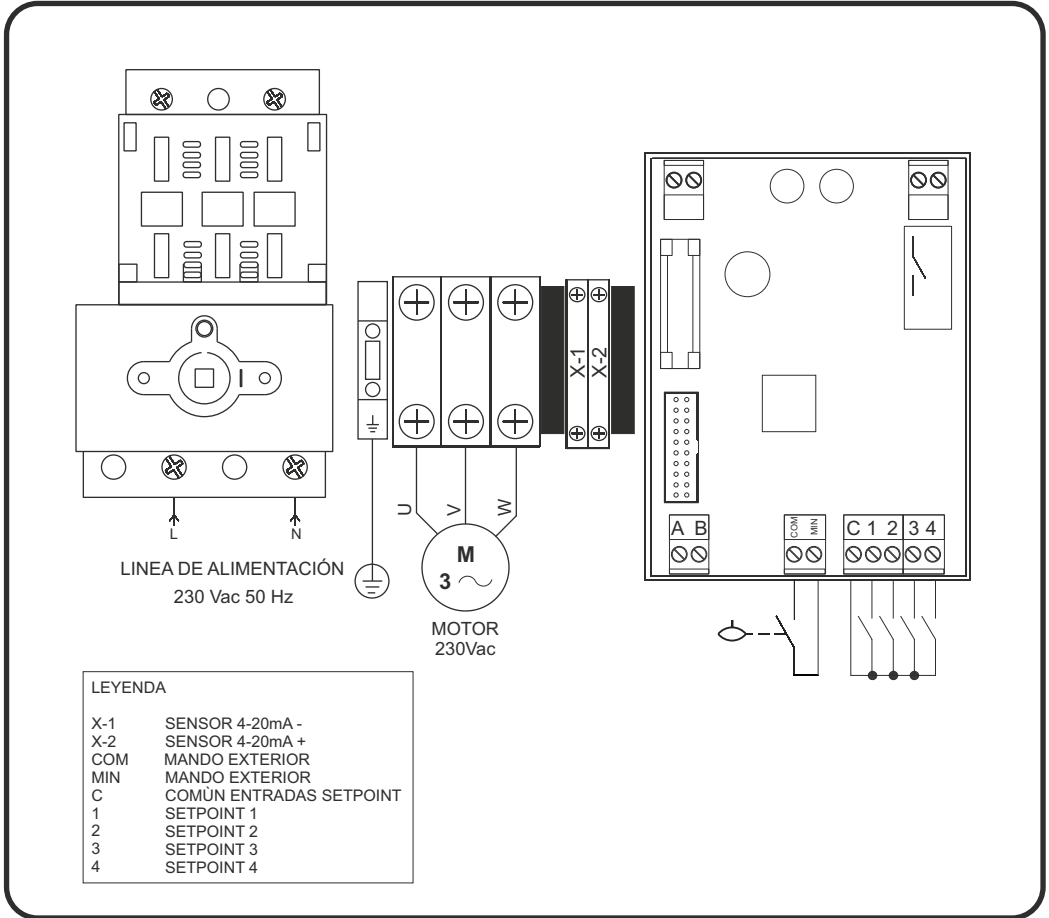 X-1
X-2
U
V
W
L
N
LINEA DE ALIMENTACIÓN
230 Vac 50 Hz
M
3
MOTOR
230Vac
A B
COM
MIN
C 1 2 3 4
LEYENDA
X-1 SENSOR 4-20mA -
X-2 SENSOR 4-20mA +
COM MANDO EXTERIOR
MIN MANDO EXTERIOR
C COMÙN ENTRADAS SETPOINT
1 SETPOINT 1
2 SETPOINT 2
3 SETPOINT 3
4 SETPOINT 4